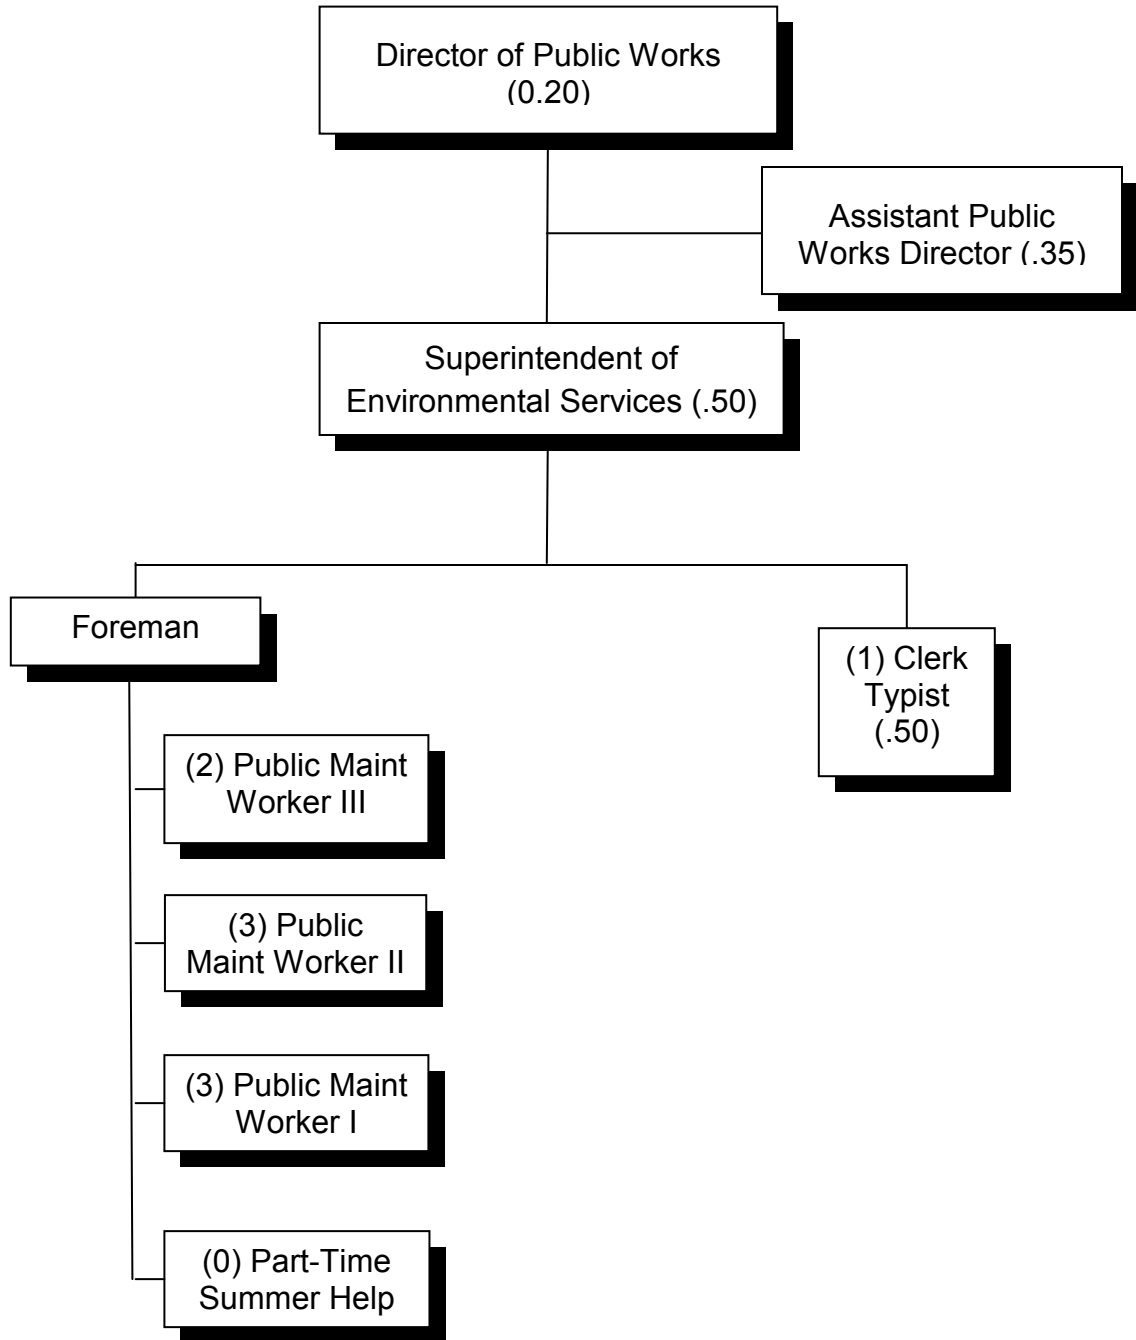 Director of Public Works
(0.20)
Assistant Public
Works Director (.35)
Superintendent of
Environmental Services (.50)
Foreman
(1) Clerk
Typist
(.50)
(2) Public Maint
Worker III
(3) Public
Maint Worker II
(3) Public Maint
Worker I
(0) Part-Time
Summer Help